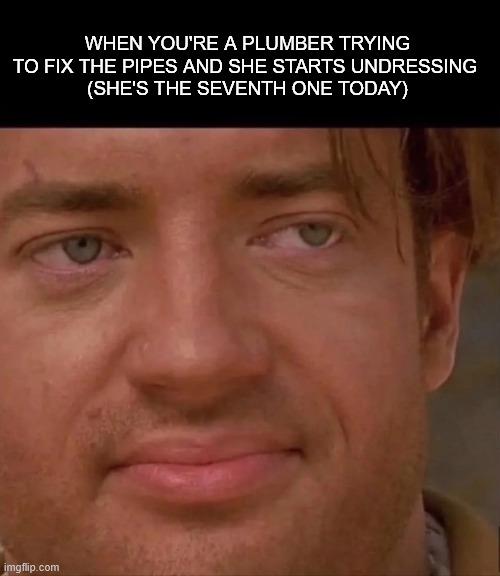 WHEN YOU'RE A PLUMBER TRYING
TO FIX THE PIPES AND SHE STARTS UNDRESSING
(SHE'S THE SEVENTH ONE TODAY)
imgflip.com